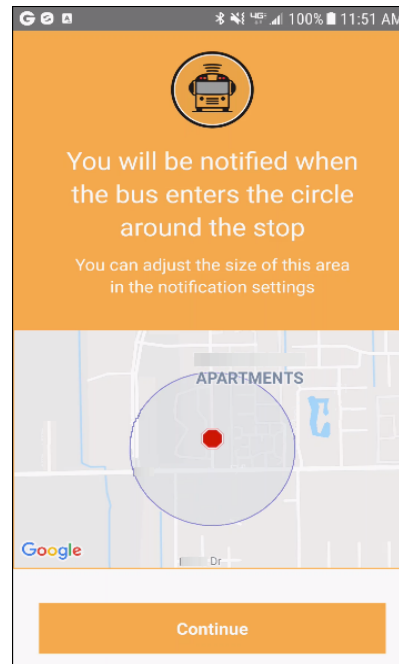 100% 11:51 AM
You will be notified when
the bus enters the circle
around the stop
You can adjust the size of this area
in the notification settings
APARTMENTS
Google
Dr
Continue